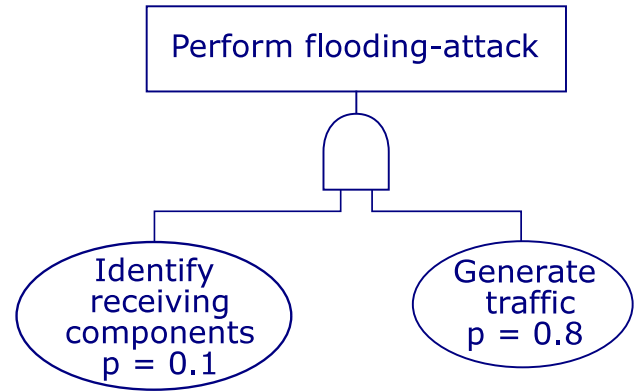 Perform flooding-attack
Identify
receiving
components
p = 0.1
Generate
traffic
p = 0.8